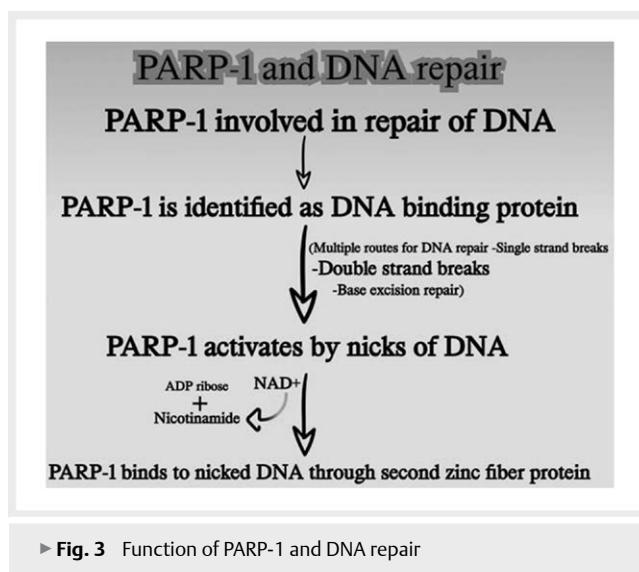 PARP-1 and DNA repair
PARP-1 involved in repair of DNA
PARP-1 is identified as DNA binding protein
(Multiple routes for DNA repair -Single strand breaks
-Double strand breaks
-Base excision repair)
PARP-1 activates by nicks of DNA
ADP ribose NAD+
+
Nicotinamide
PARP-1 binds to nicked DNA through second zinc fiber protein
▶ Fig. 3 Function of PARP-1 and DNA repair